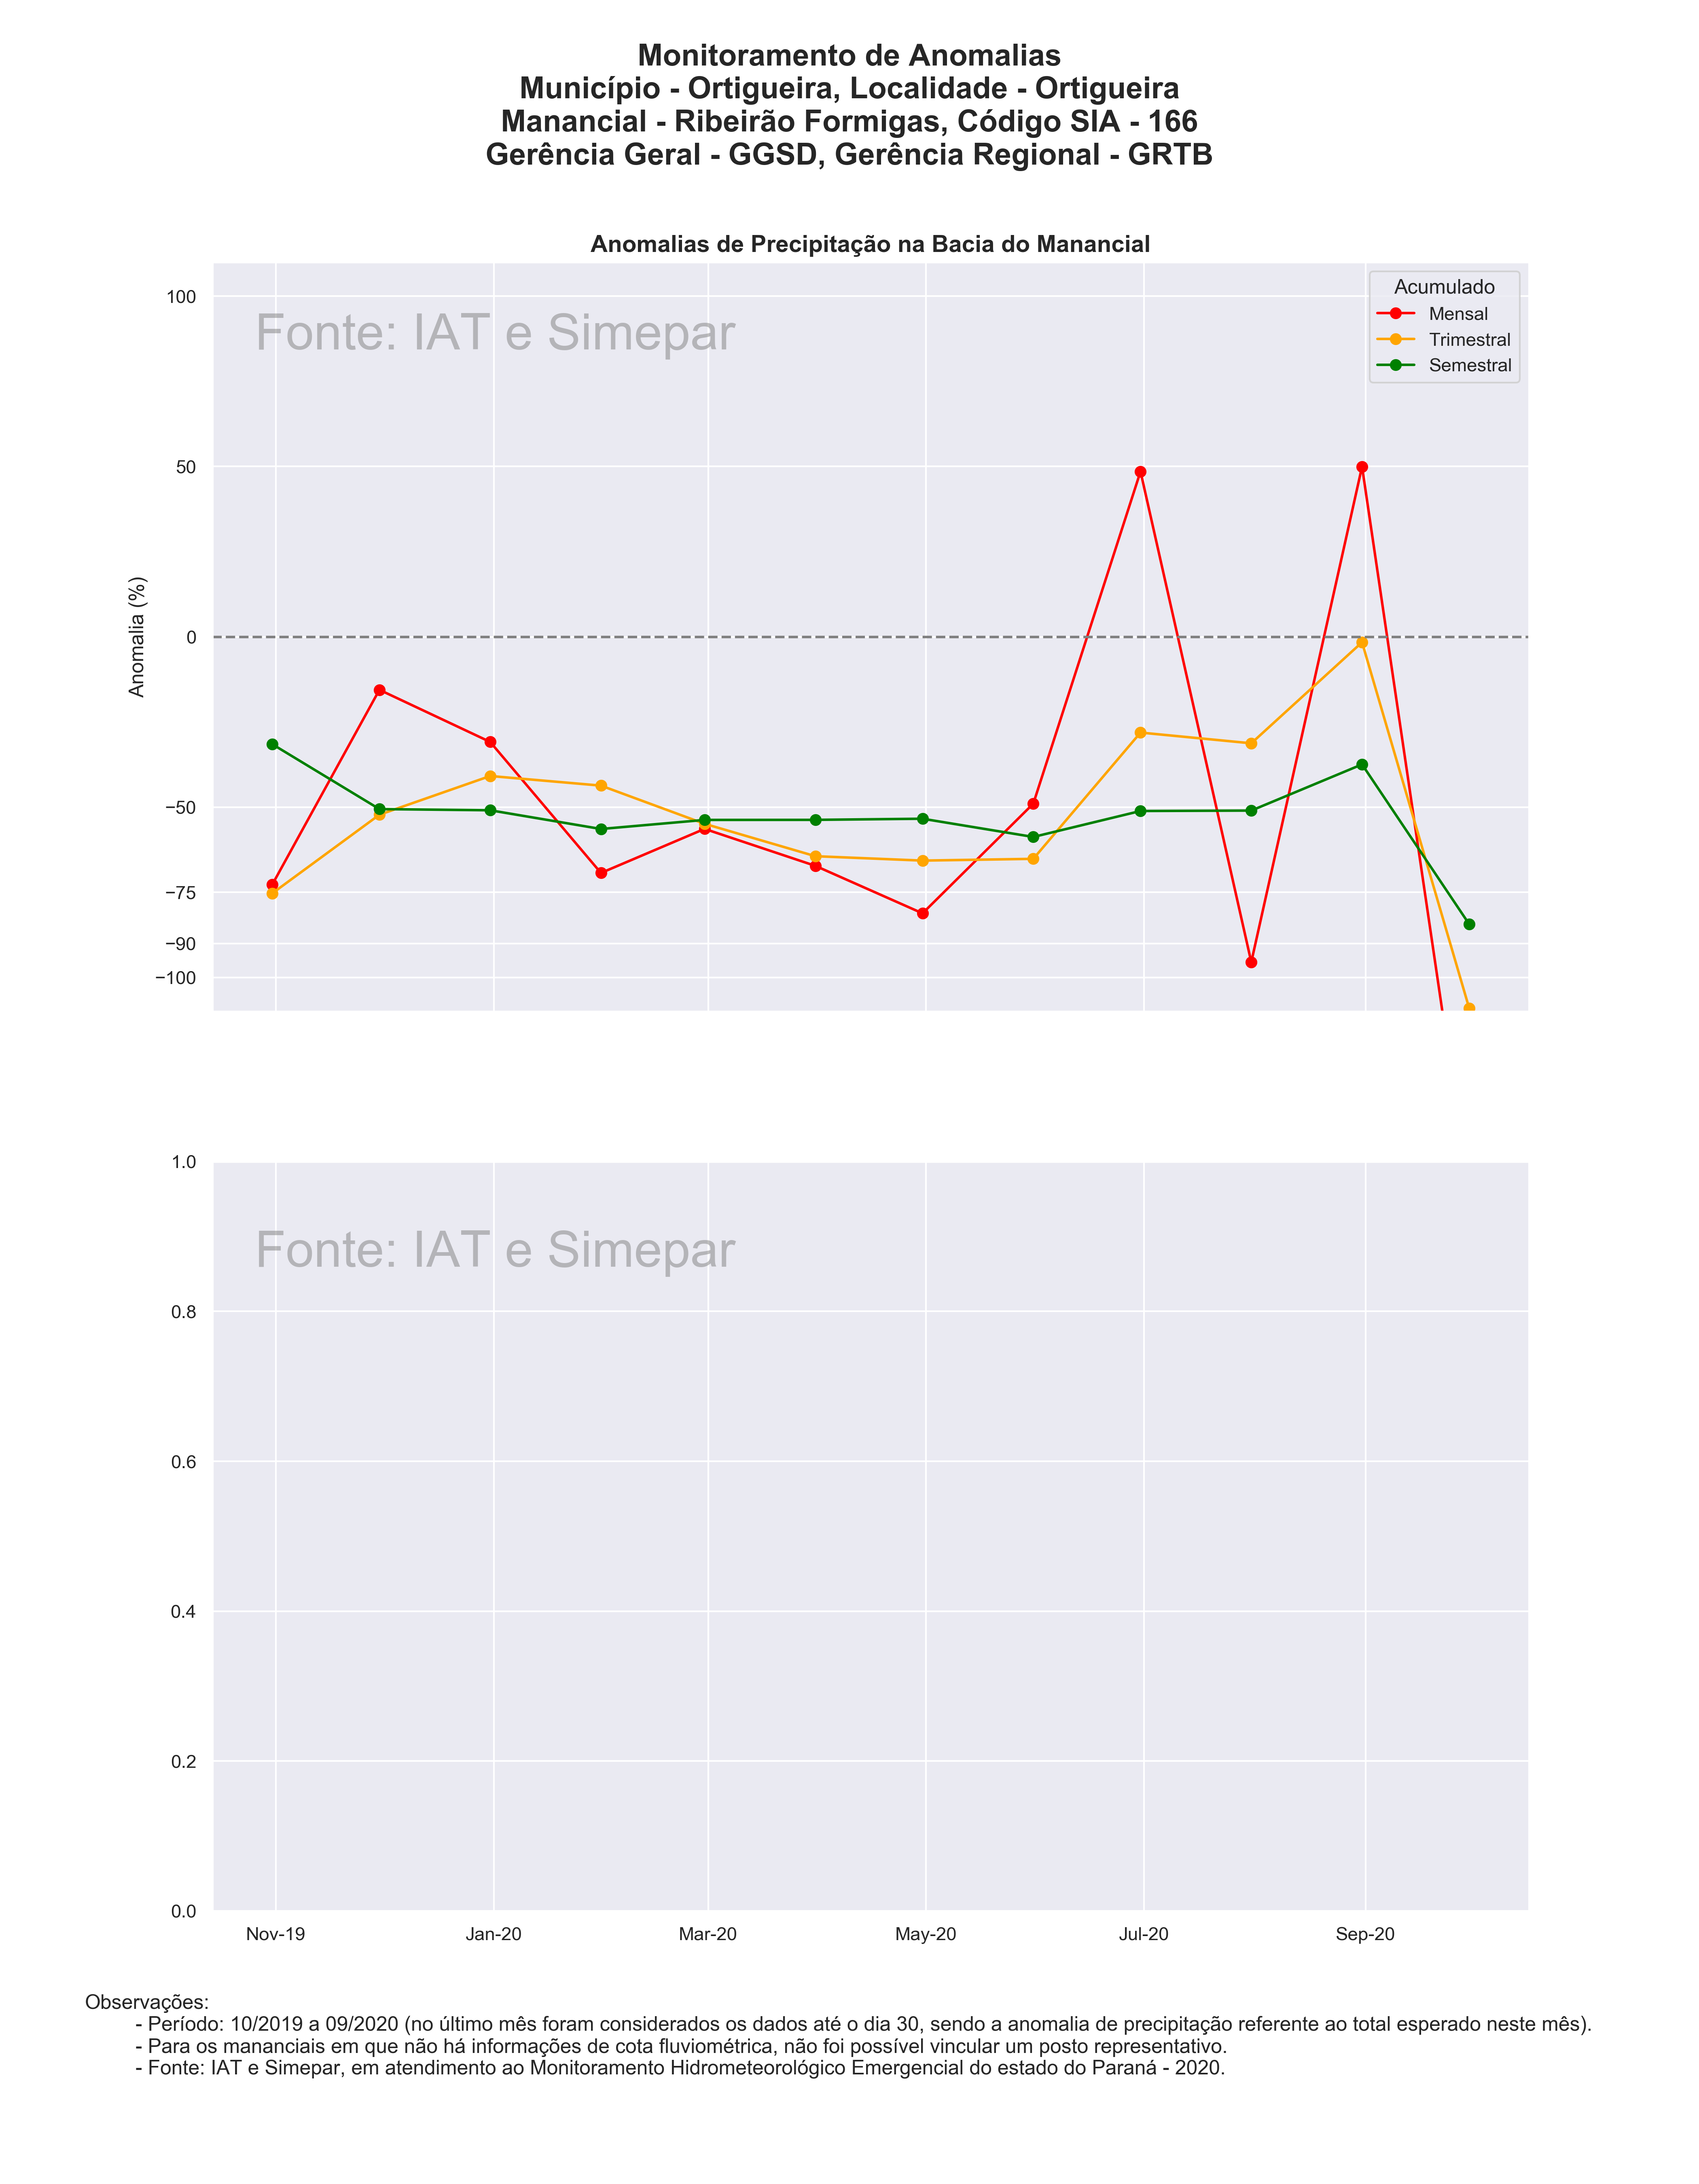 Monitoramento de Anomalias
Município - Ortigueira, Localidade - Ortigueira
Manancial - Ribeirão Formigas, Código SIA - 166
Gerência Geral - GGSD, Gerência Regional - GRTB
Anomalias de Precipitação na Bacia do Manancial
Fonte: IAT e Simepar
Acumulado
Mensal
Trimestral
Semestral
Anomalia (%)
100
50
0
−50
−75
−90
−100
Fonte: IAT e Simepar
1.0
0.8
0.6
0.4
0.2
0.0
Nov-19 Jan-20 Mar-20 May-20 Jul-20 Sep-20
Observações:
- Período: 10/2019 a 09/2020 (no último mês foram considerados os dados até o dia 30, sendo a anomalia de precipitação referente ao total esperado neste mês).
- Para os mananciais em que não há informações de cota fluviométrica, não foi possível vincular um posto representativo.
- Fonte: IAT e Simepar, em atendimento ao Monitoramento Hidrometeorológico Emergencial do estado do Paraná - 2020.